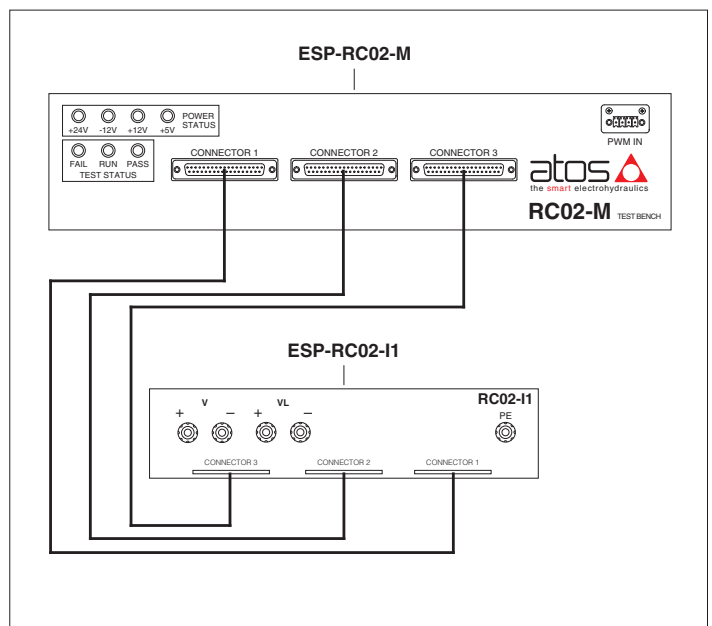 ESP-RC02-M
+24V -12V +12V +5V
POWER
STATUS
FAIL RUN PASS
TEST STATUS
CONNECTOR 1
CONNECTOR 2
CONNECTOR 3
PWM IN
atos
the smart electrohydraulics
RC02-M TEST BENCH
ESP-RC02-I1
V VL
+ − + −
RC02-I1
PE
CONNECTOR 3
CONNECTOR 2
CONNECTOR 1